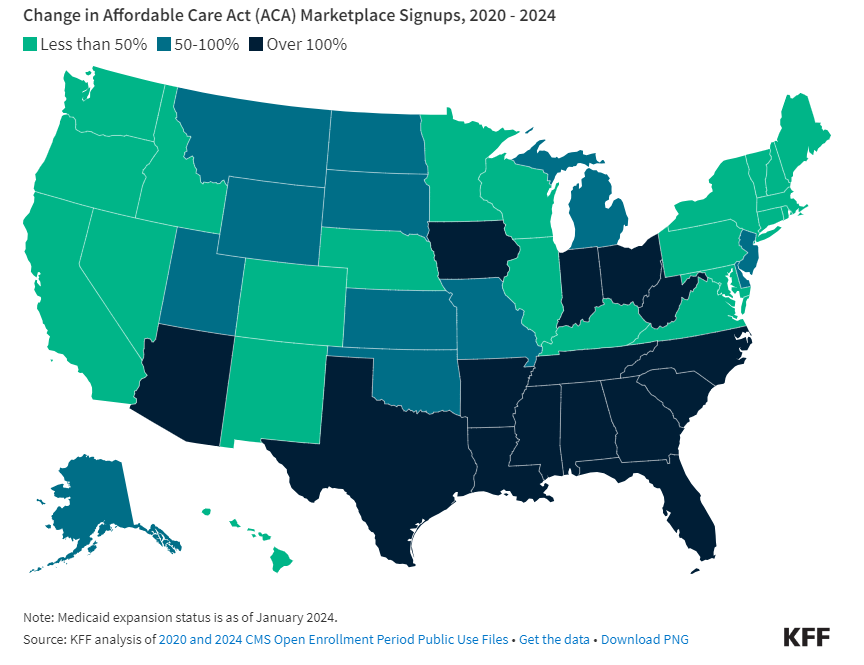 Change in Affordable Care Act (ACA) Marketplace Signups, 2020 - 2024
Less than 50% 50-100% Over 100%
Note: Medicaid expansion status is as of January 2024.
Source: KFF analysis of 2020 and 2024 CMS Open Enrollment Period Public Use Files • Get the data • Download PNG
KFF